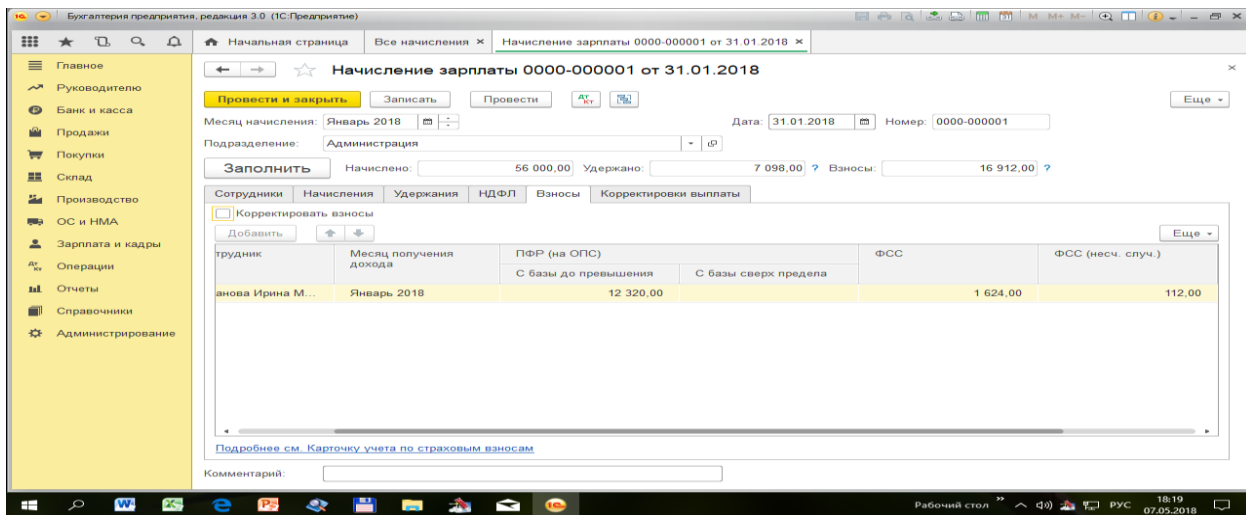 Бухгалтерия предприятия, редакция 3.0 (1С:Предприятие) M M+ M-
Начальная страница Все начисления × Начисление зарплаты 0000-000001 от 31.01.2018 ×
Главное
Руководителю
Банк и касса
Продажи
Покупки
Склад
Производство
ОС и НМА
Зарплата и кадры
Операции
Отчеты
Справочники
Администрирование
Начисление зарплаты 0000-000001 от 31.01.2018
Провести и закрыть Записать Провести Дт Кт Еще
Месяц начисления: Январь 2018 Дата: 31.01.2018 Номер: 0000-000001
Подразделение: Администрация
Заполнить Начислено: 56 000,00 Удержано: 7 098,00 ? Взносы: 16 912,00 ?
Сотрудники Начисления Удержания НДФЛ Взносы Корректировки выплаты
Корректировать взносы
Добавить Еще
трудник Месяц получения дохода ПФР (на ОПС) ФСС ФСС (несч. случ.)
С базы до превышения С базы сверх предела
анова Ирина М... Январь 2018 12 320,00 1 624,00 112,00
Подробнее см. Карточку учета по страховым взносам
Комментарий:
Рабочий стол РУС 18:19
07.05.2018